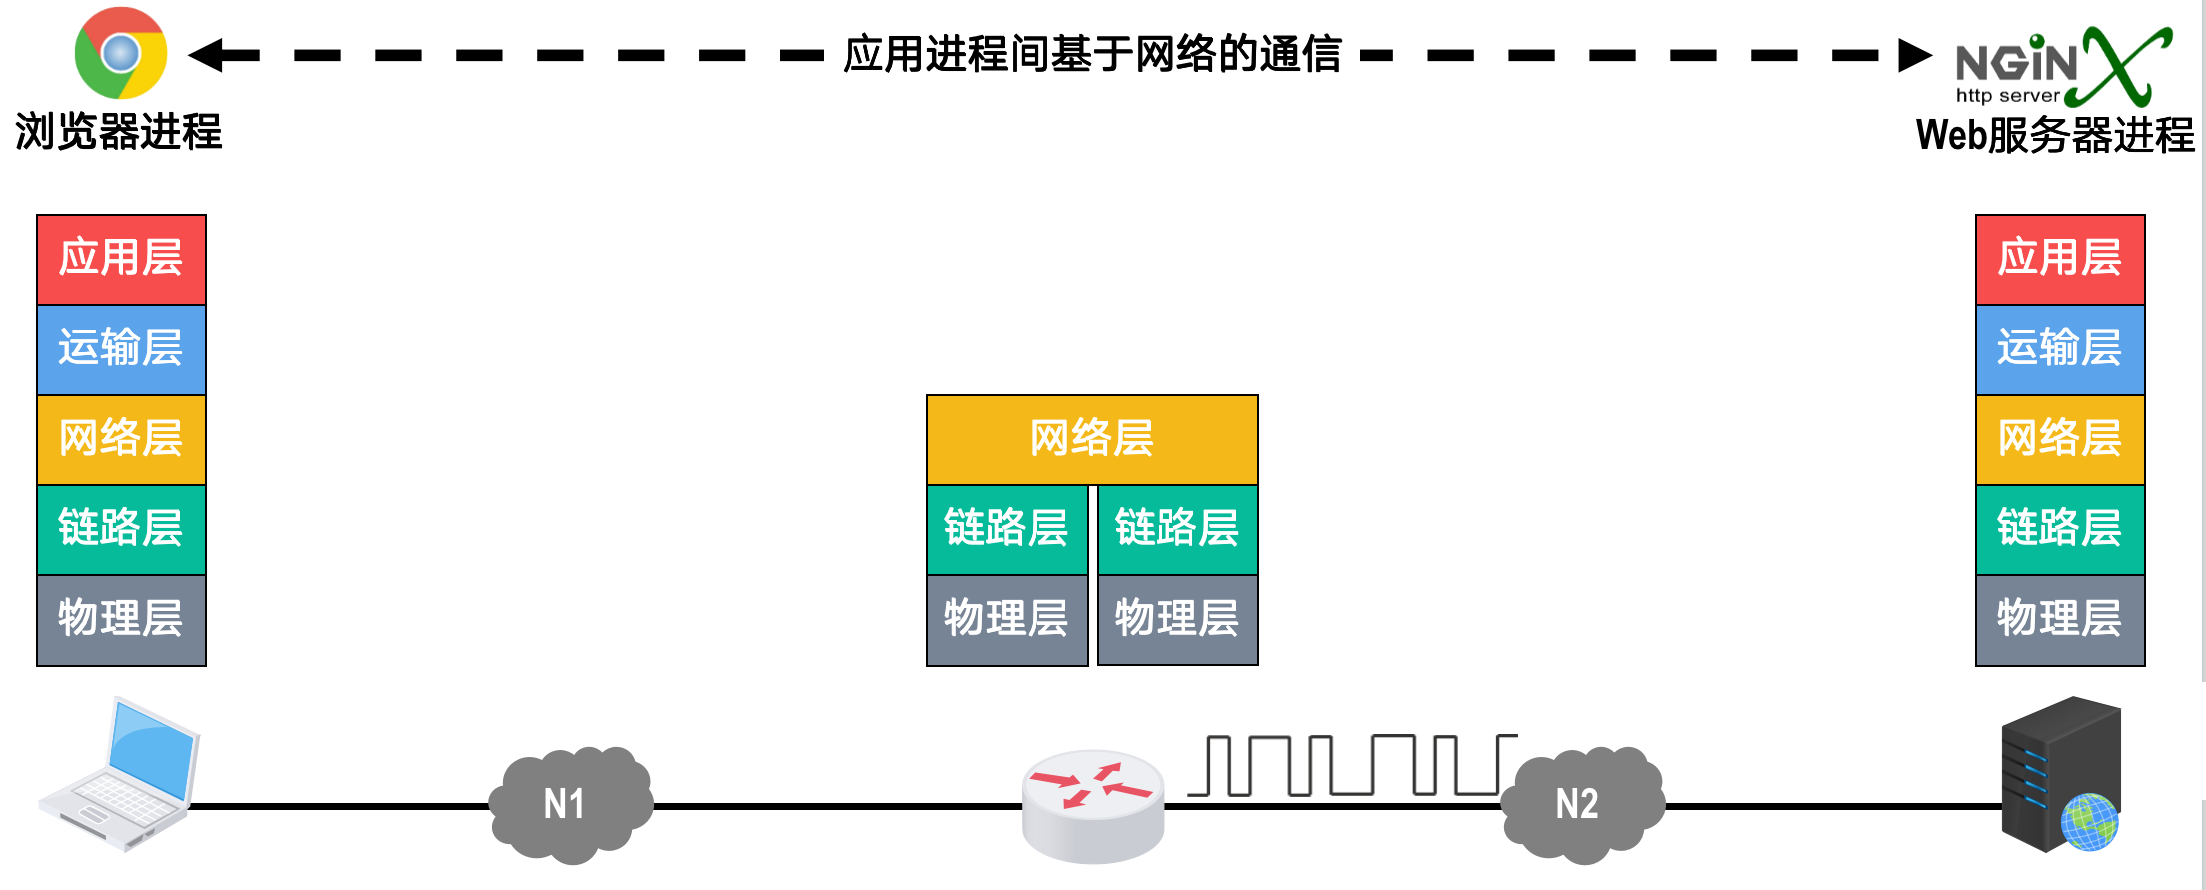 应用进程间基于网络的通信
NGiNX
http server
浏览器进程
Web服务器进程
应用层
运输层
网络层
链路层
物理层
网络层
链路层
链路层
物理层
物理层
应用层
运输层
网络层
链路层
物理层
N1
N2